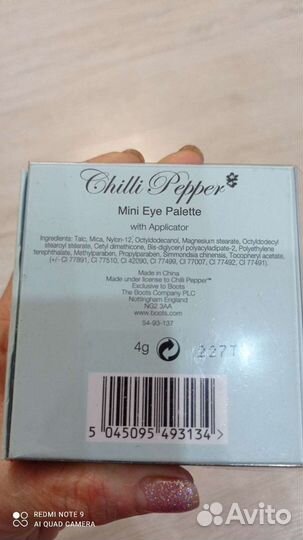 Chilli Pepper
Mini Eye Palette
with Applicator
Ingredients: Talc, Mica, Nylon-12, Octyldodecanol, Magnesium stearate, Octyldodecyl
stearoyl stearate, Cetyl dimethicone, Bis-diglyceryl polyacyladipate-2, Polyethylene
terephthalate, Methylparaben, Propylparaben, Simmondsia chinensis, Tocopheryl acetate,
(+/- CI 77891, CI 77510, CI 42090, CI 77499, CI 77007, CI 77492, CI 77491).
Made in China
Made under license to Chilli Pepper™
Exclusive to Boots
The Boots Company PLC
Nottingham England
NG2 3AA
www.boots.com
54-93-137
4g 2277
5 045095 493134 >
REDMI NOTE 9
AI QUAD CAMERA
Avito